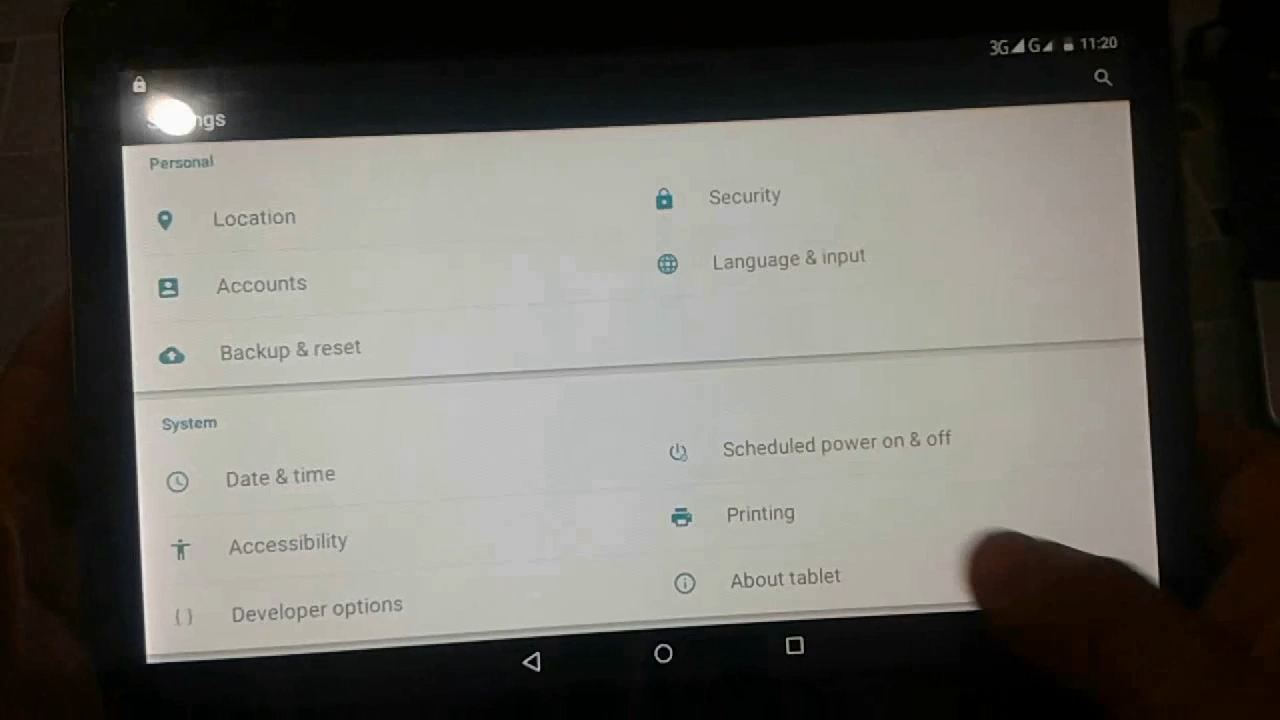 3G G 11:20
Personal
Location
Security
Accounts
Language & input
Backup & reset
System
Date & time
Scheduled power on & off
Accessibility
Printing
{ } Developer options
About tablet